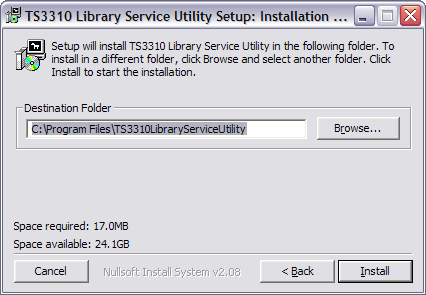 TS3310 Library Service Utility Setup: Installation ...
Setup will install TS3310 Library Service Utility in the following folder. To
install in a different folder, click Browse and select another folder. Click
Install to start the installation.
Destination Folder
C:\Program Files\TS3310LibraryServiceUtility
Browse...
Space required: 17.0MB
Space available: 24.1GB
Cancel
Nullsoft Install System v2.08
< Back
Install